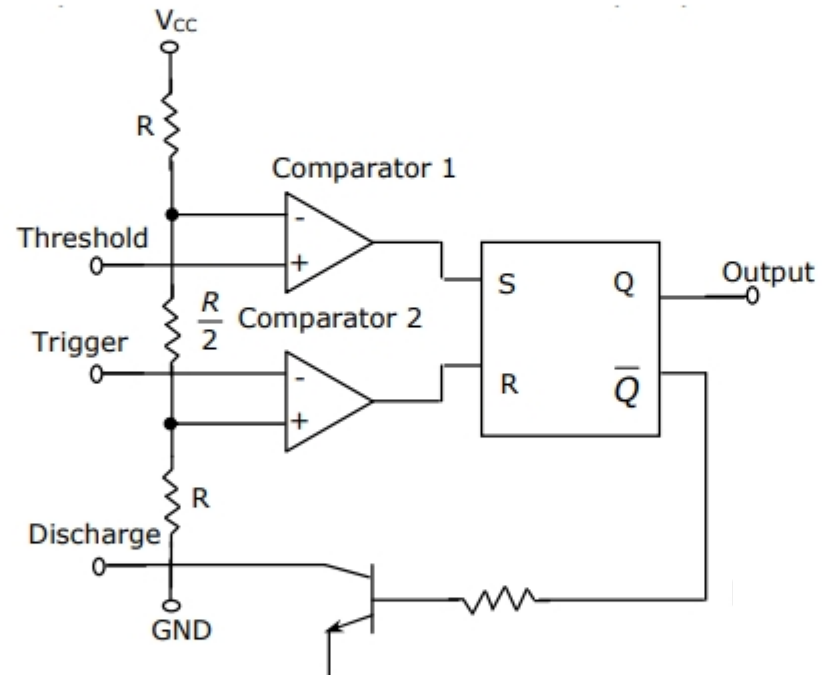 VCC
R
Comparator 1
-
Threshold
+
S
Q
Output
R/2
Comparator 2
Trigger
-
R
Q̅
+
R
Discharge
GND